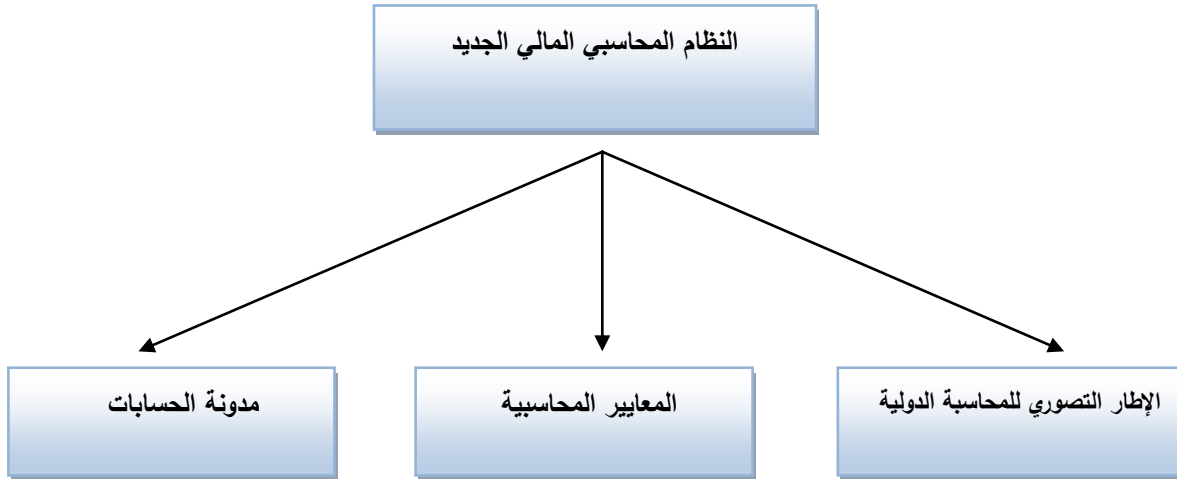 النظام المحاسبي المالي الجديد
الإطار التصوري للمحاسبة الدولية
المعايير المحاسبية
مدونة الحسابات